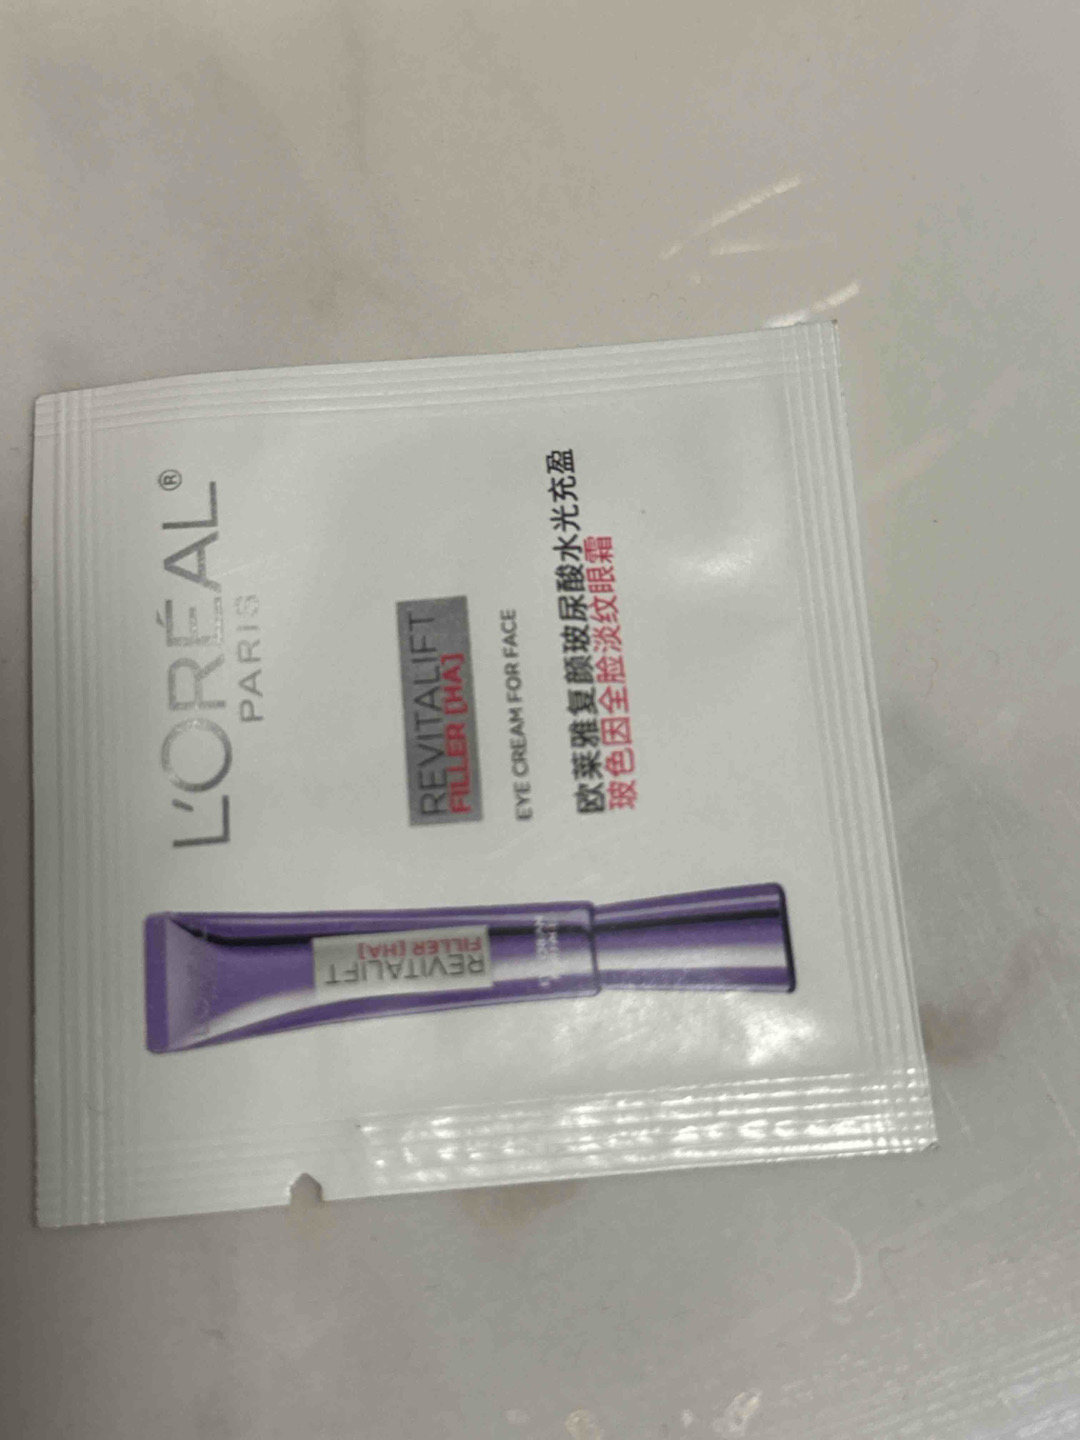 L'ORÉAL®
PARIS
REVITALIFT
FILLER [HA]
EYE CREAM FOR FACE
欧莱雅复颜玻尿酸水光充盈
玻色因全脸淡纹眼霜
REVITALIFT
FILLER [HA]